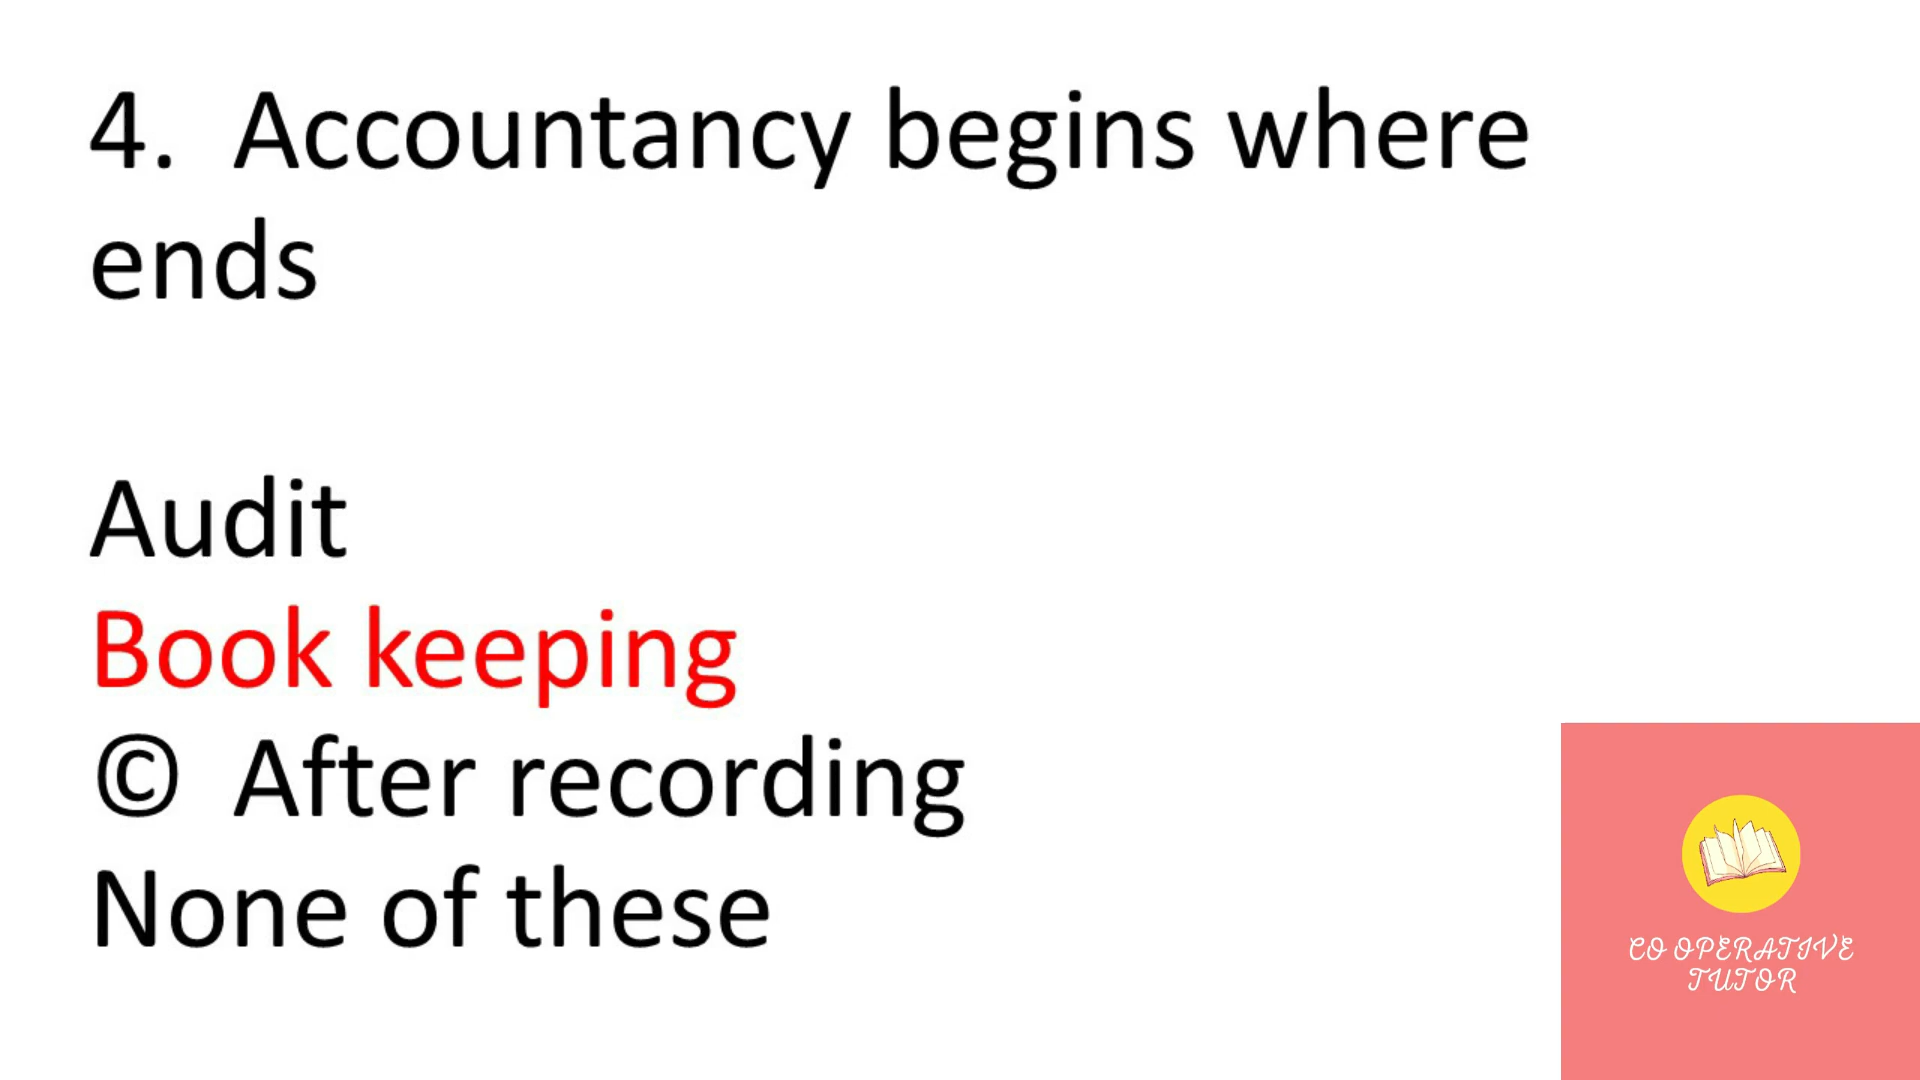 4. Accountancy begins where
ends
Audit
Book keeping
© After recording
None of these
CO OPERATIVE
TUTOR